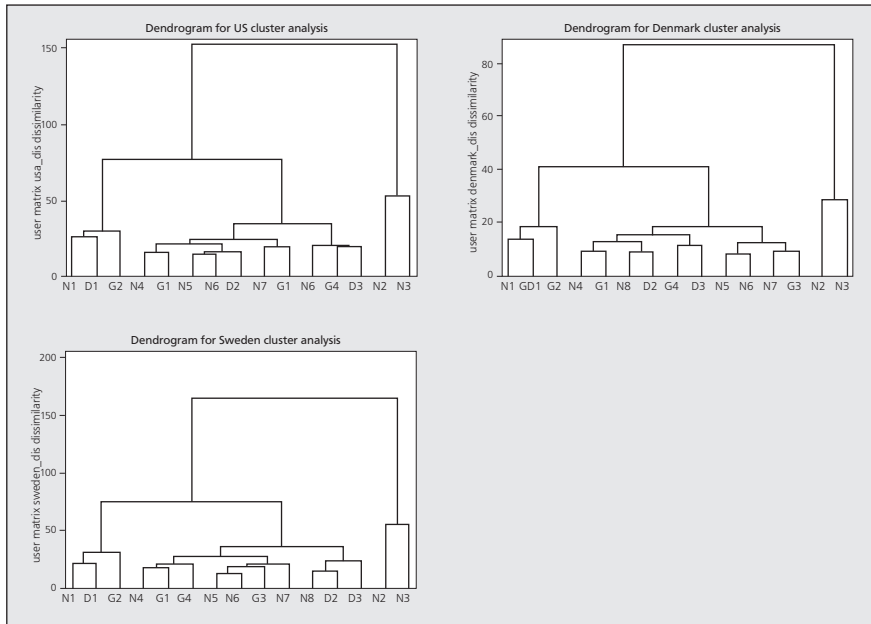 Dendrogram for US cluster analysis
user matrix usa_dis dissimilarity
150
100
50
0
N1 D1 G2 N4 G1 N5 N6 D2 N7 G1 N6 G4 D3 N2 N3
Dendrogram for Denmark cluster analysis
user matrix denmark_dis dissimilarity
80
60
40
20
0
N1 GD1 G2 N4 G1 N8 D2 G4 D3 N5 N6 N7 G3 N2 N3
Dendrogram for Sweden cluster analysis
user matrix sweden_dis dissimilarity
200
150
100
50
0
N1 D1 G2 N4 G1 G4 N5 N6 G3 N7 N8 D2 D3 N2 N3